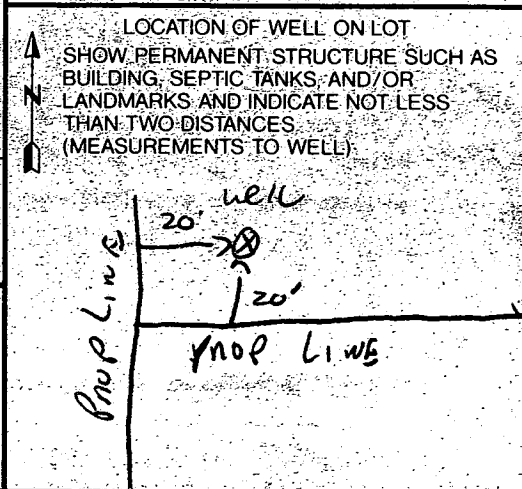 LOCATION OF WELL ON LOT
SHOW PERMANENT STRUCTURE SUCH AS
BUILDING, SEPTIC TANKS, AND/OR
N LANDMARKS AND INDICATE NOT LESS
THAN TWO DISTANCES
(MEASUREMENTS TO WELL)
well
20'
20'
Prop Line
Prop Line